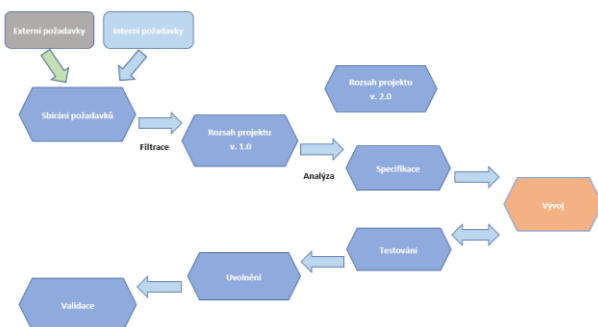 Externí požadavky
Interní požadavky
Sbírání požadavků
Filtrace
Rozsah projektu
v. 1.0
Rozsah projektu
v. 2.0
Analýza
Specifikace
Vývoj
Testování
Uvolnění
Validace